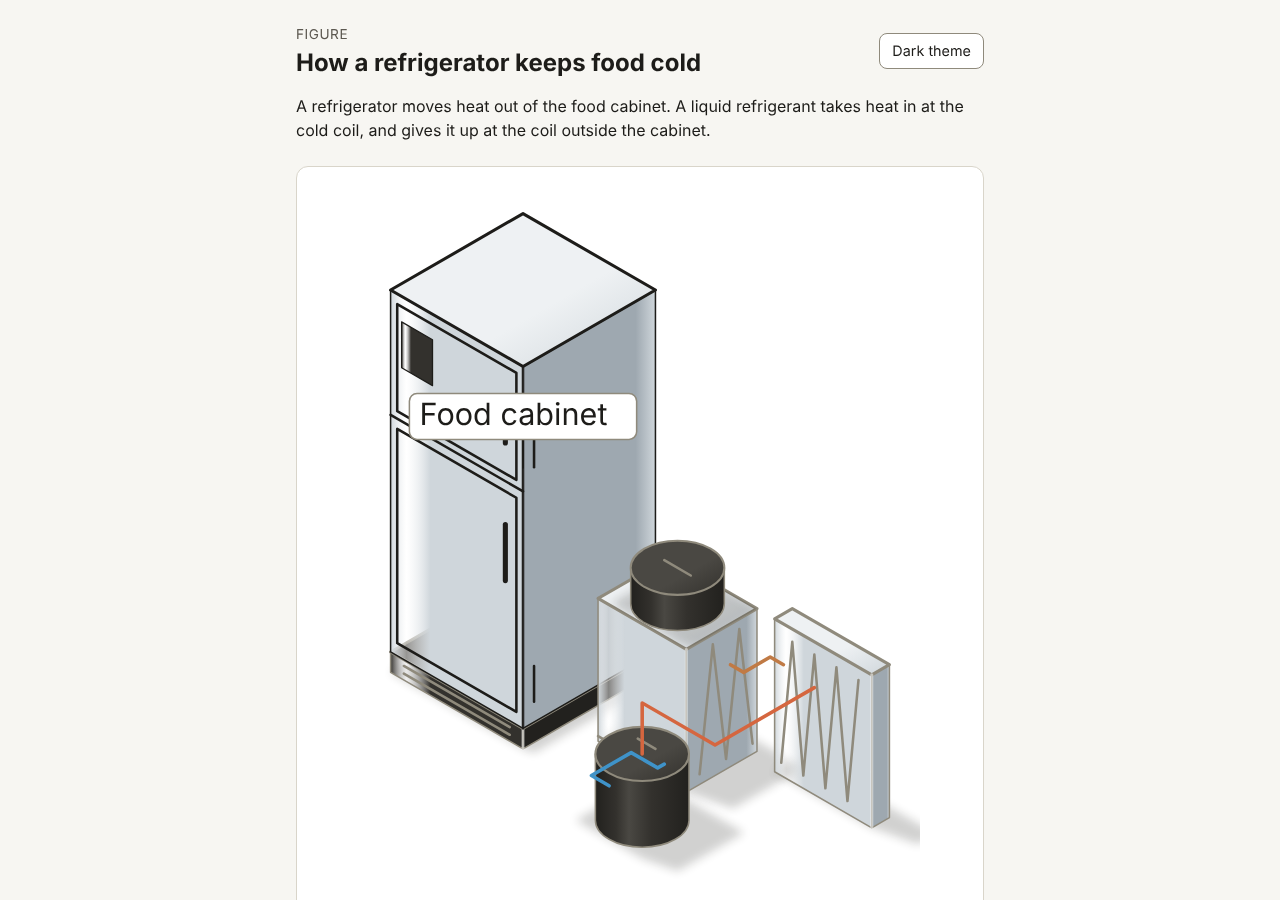 FIGURE
How a refrigerator keeps food cold
Dark theme
A refrigerator moves heat out of the food cabinet. A liquid refrigerant takes heat in at the
cold coil, and gives it up at the coil outside the cabinet.
Food cabinet